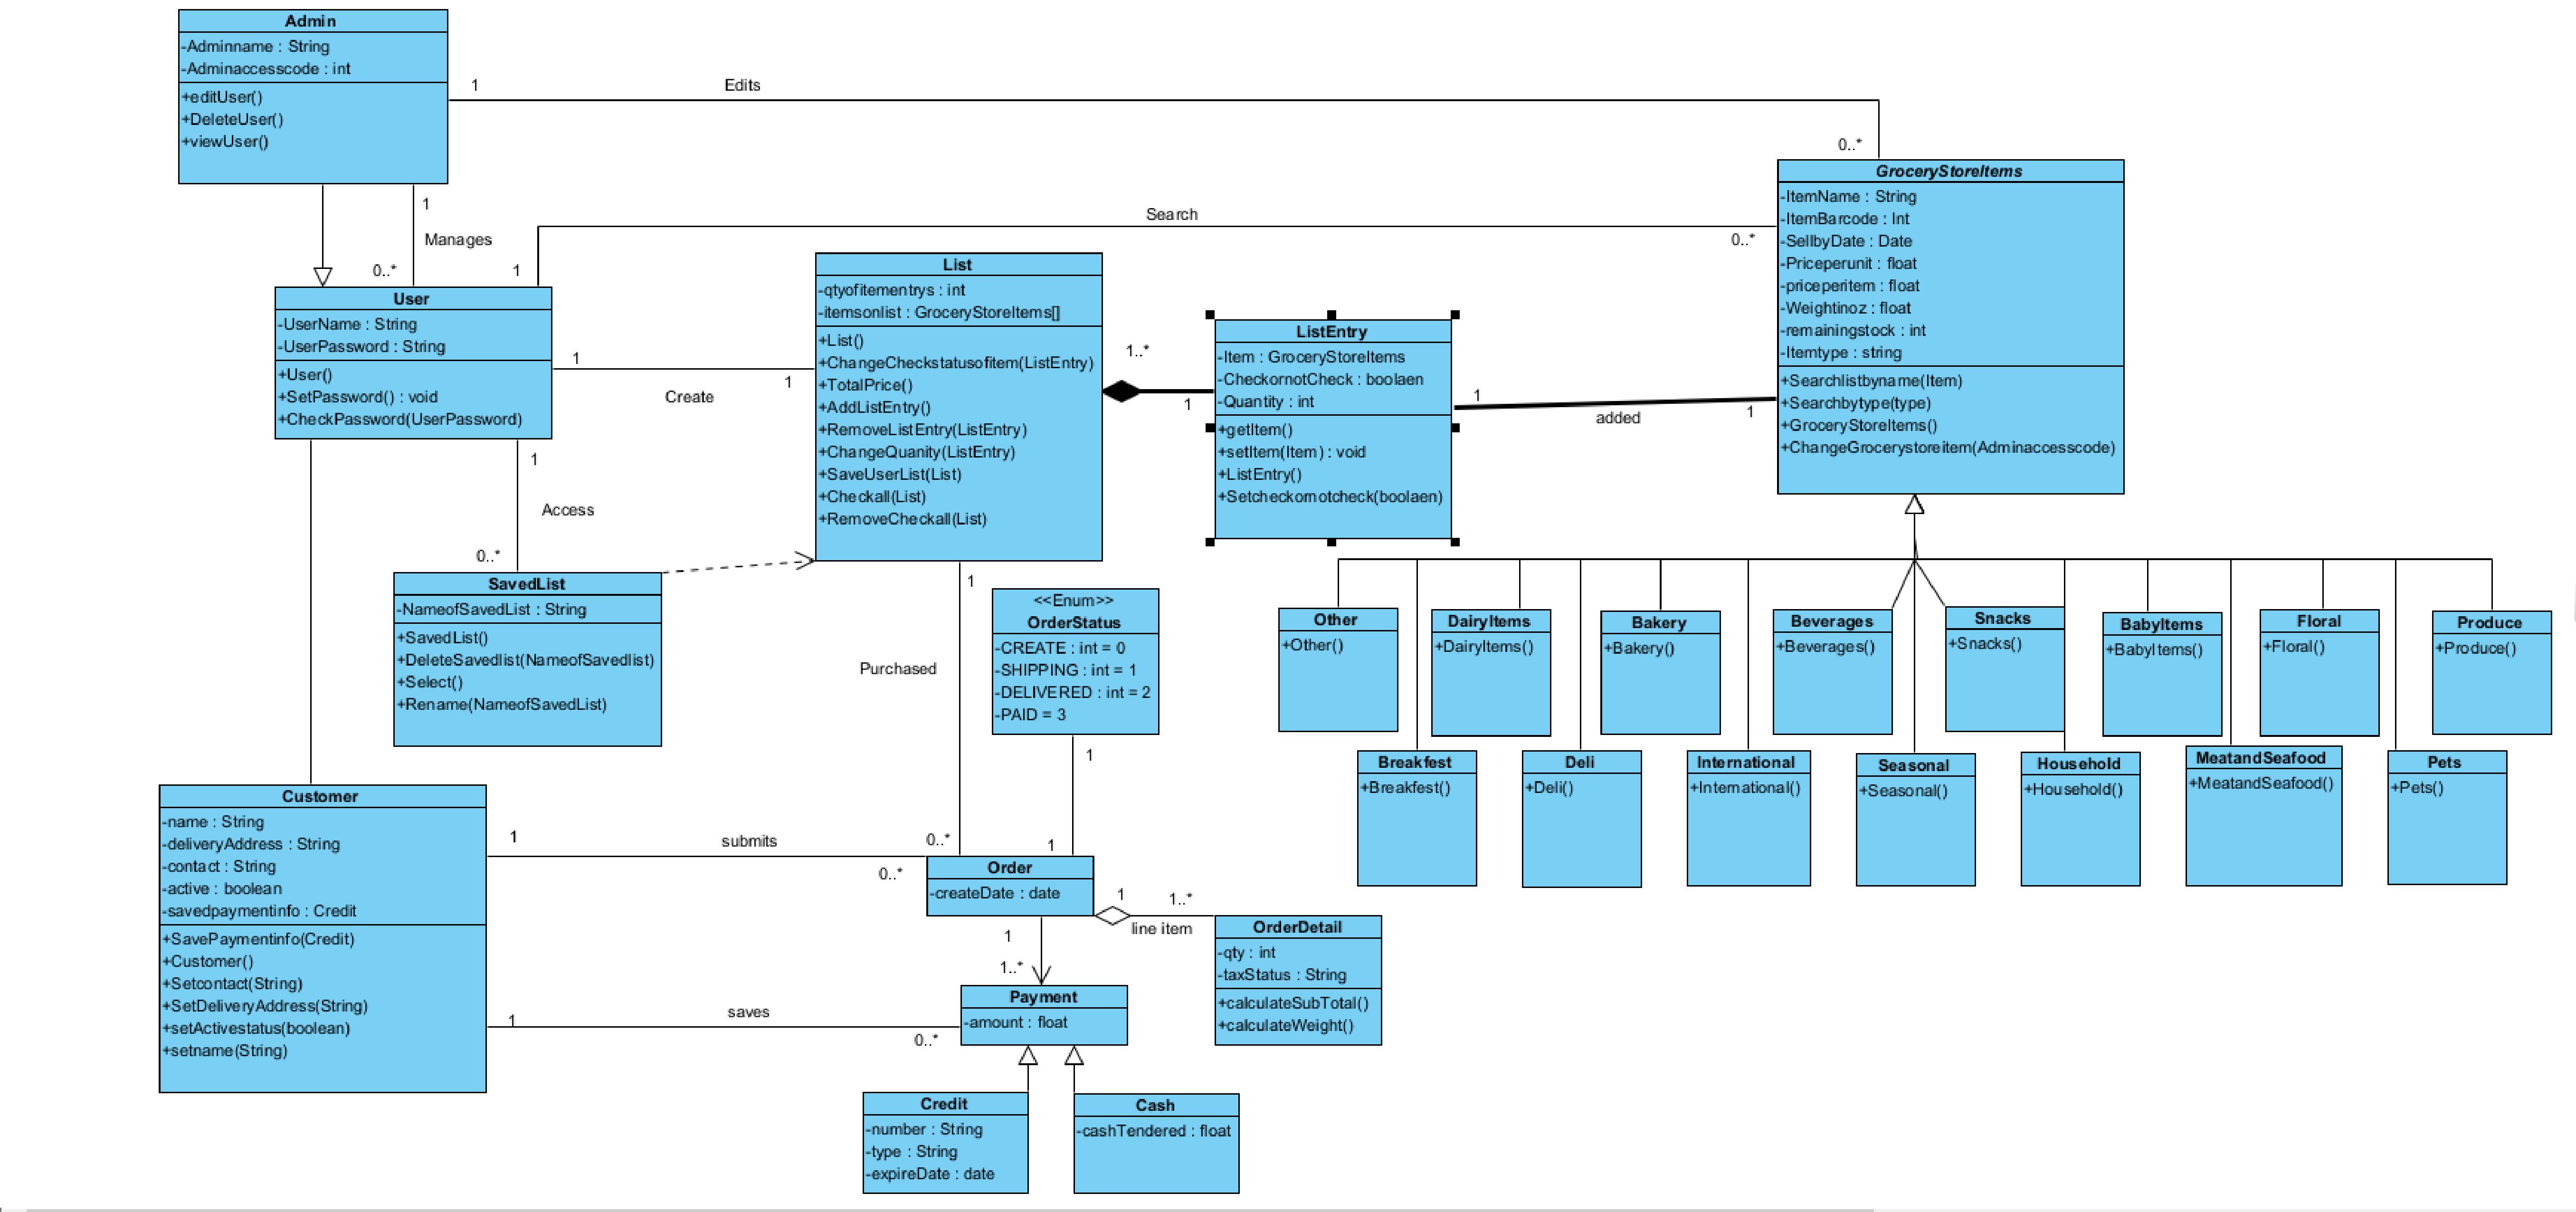 Admin
-Adminname : String
-Adminaccesscode : int
+editUser()
+DeleteUser()
+viewUser()
1
Edits
0..*
1
Manages
0..*
1
Search
0..*
GroceryStoreItems
-ItemName : String
-ItemBarcode : Int
-SellbyDate : Date
-Priceperunit : float
-priceperitem : float
-Weightinoz : float
-remainingstock : int
-Itemtype : string
+Searchlistbyname(Item)
+Searchbytype(type)
+GroceryStoreItems()
+ChangeGrocerystoreitem(Adminaccesscode)
User
-UserName : String
-UserPassword : String
+User()
+SetPassword() : void
+CheckPassword(UserPassword)
1
Create
1
List
-qtyofitementrys : int
-itemsonlist : GroceryStoreItems[]
+List()
+ChangeCheckstatusofitem(ListEntry)
+TotalPrice()
+AddListEntry()
+RemoveListEntry(ListEntry)
+ChangeQuanity(ListEntry)
+SaveUserList(List)
+Checkall(List)
+RemoveCheckall(List)
1..*
1
ListEntry
-Item : GroceryStoreItems
-CheckornotCheck : boolaen
-Quantity : int
+getItem()
+setItem(Item) : void
+ListEntry()
+Setcheckornotcheck(boolaen)
1
added
1
1
Access
0..*
SavedList
-NameofSavedList : String
+SavedList()
+DeleteSavedlist(NameofSavedlist)
+Select()
+Rename(NameofSavedList)
1
Purchased
0..*
<<Enum>>
OrderStatus
-CREATE : int = 0
-SHIPPING : int = 1
-DELIVERED : int = 2
-PAID = 3
1
1
Other
+Other()
DairyItems
+DairyItems()
Bakery
+Bakery()
Beverages
+Beverages()
Snacks
+Snacks()
BabyItems
+BabyItems()
Floral
+Floral()
Produce
+Produce()
Breakfest
+Breakfest()
Deli
+Deli()
International
+International()
Seasonal
+Seasonal()
Household
+Household()
MeatandSeafood
+MeatandSeafood()
Pets
+Pets()
Customer
-name : String
-deliveryAddress : String
-contact : String
-active : boolean
-savedpaymentinfo : Credit
+SavePaymentinfo(Credit)
+Customer()
+Setcontact(String)
+SetDeliveryAddress(String)
+setActivestatus(boolean)
+setname(String)
1
submits
0..*
Order
-createDate : date
1
1..*
line item
OrderDetail
-qty : int
-taxStatus : String
+calculateSubTotal()
+calculateWeight()
1
1..*
Payment
-amount : float
1
saves
0..*
Credit
-number : String
-type : String
-expireDate : date
Cash
-cashTendered : float